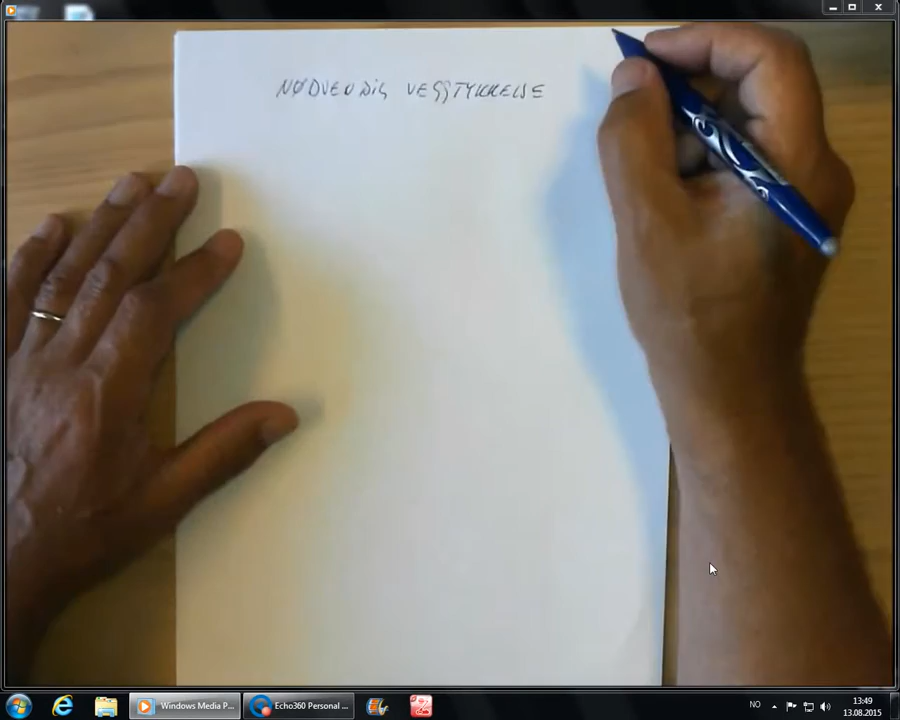 NØDVENDIG VEGGTYKKELSE
Windows Media P...
Echo360 Personal ...
NO
13:49
13.08.2015